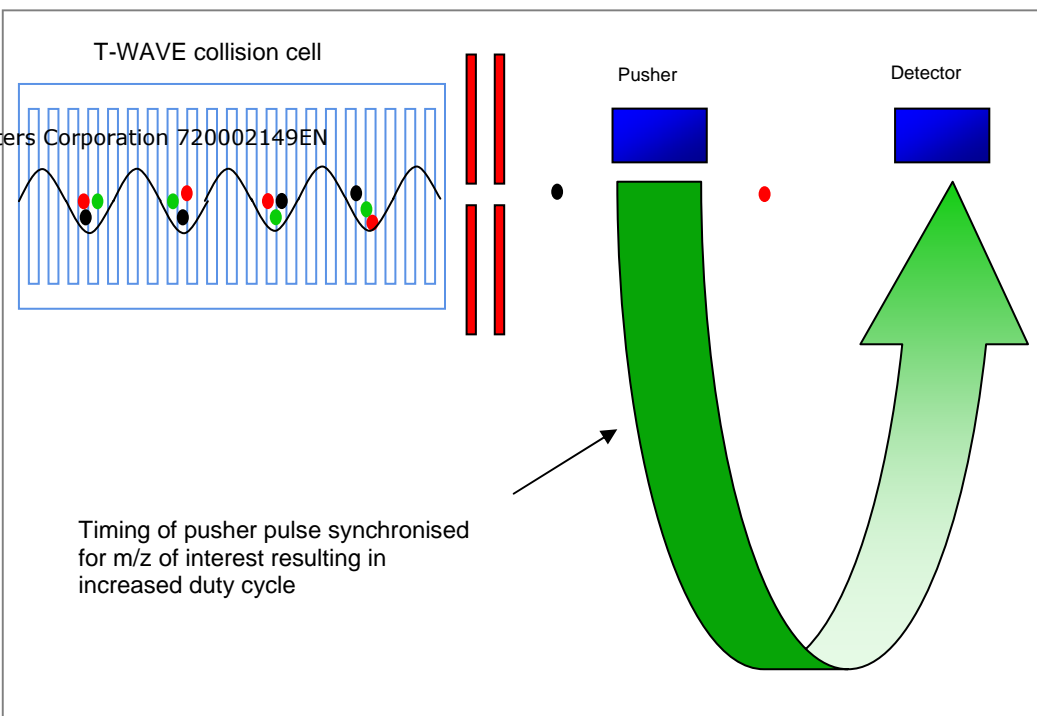 T-WAVE collision cell
Pusher
Detector
ters Corporation 720002149EN
Timing of pusher pulse synchronised
for m/z of interest resulting in
increased duty cycle